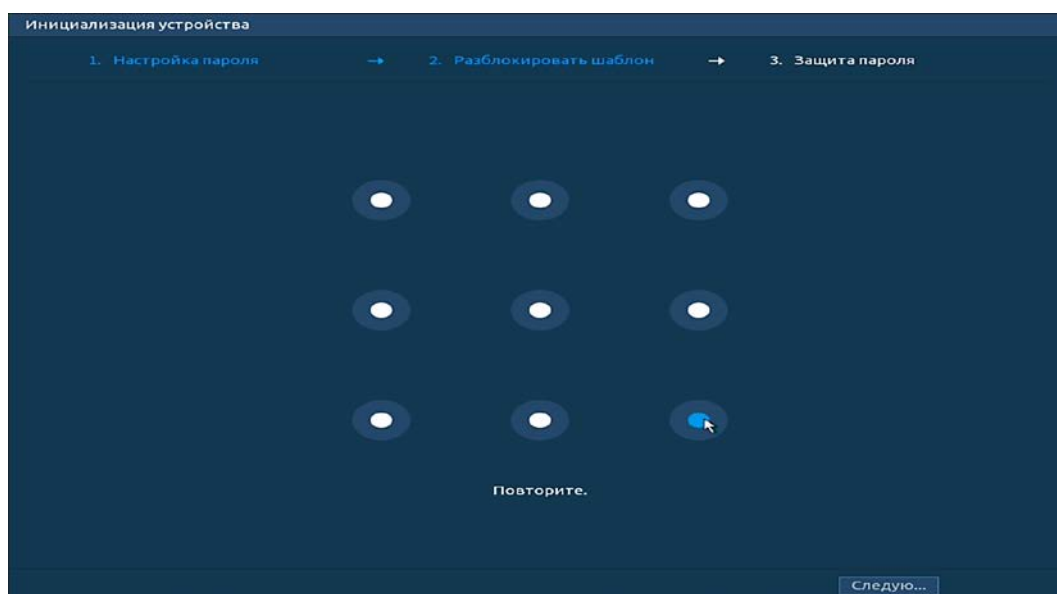 Инициализация устройства
1. Настройка пароля → 2. Разблокировать шаблон → 3. Защита пароля
Повторите.
Следую...